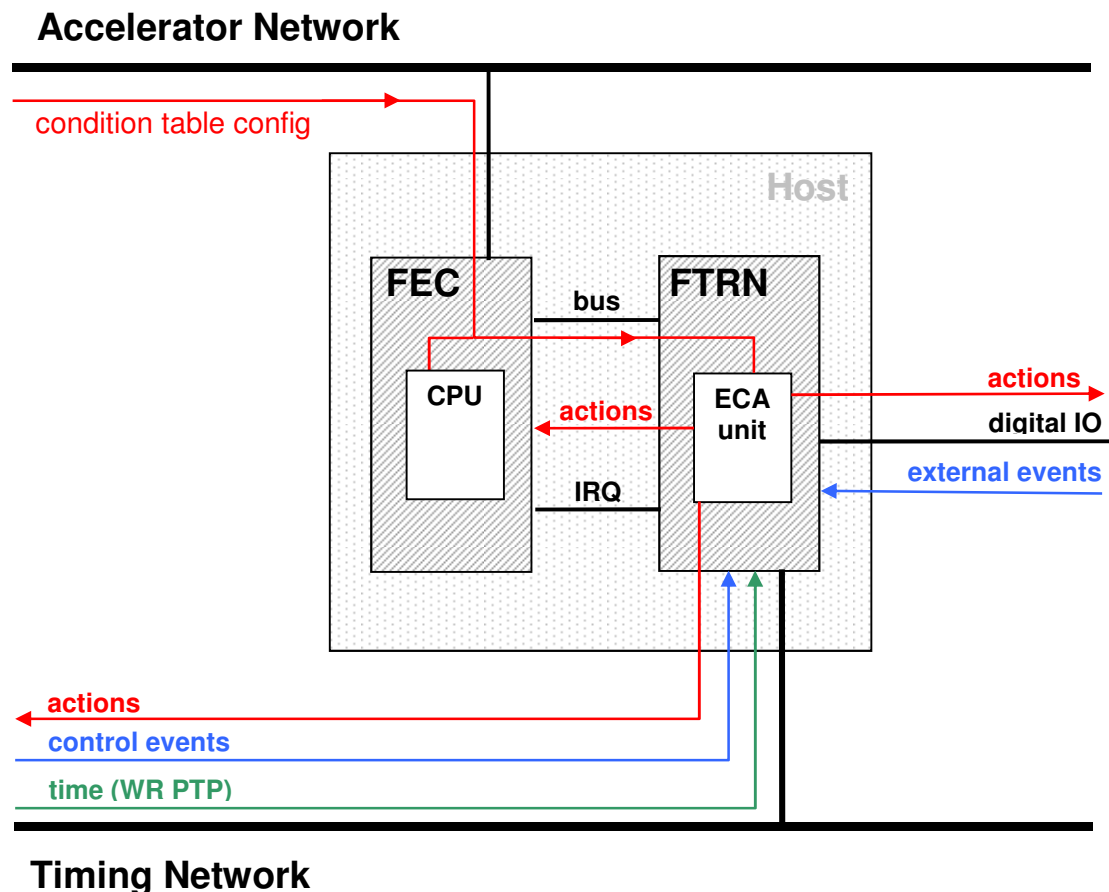 Accelerator Network
condition table config
Host
FEC
FTRN
bus
CPU
ECA
unit
actions
actions
digital IO
IRQ
external events
actions
control events
time (WR PTP)
Timing Network